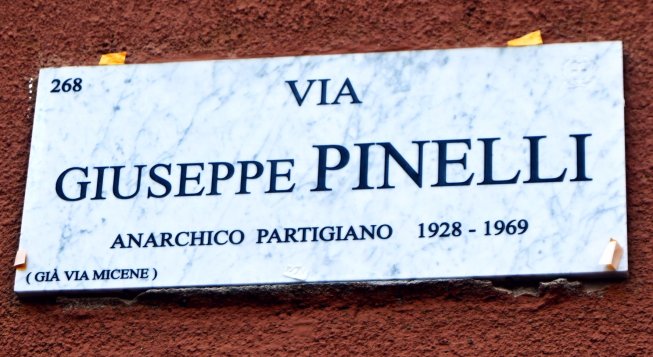 268
VIA
GIUSEPPE PINELLI
ANARCHICO PARTIGIANO 1928 - 1969
( GIÀ VIA MICENE )